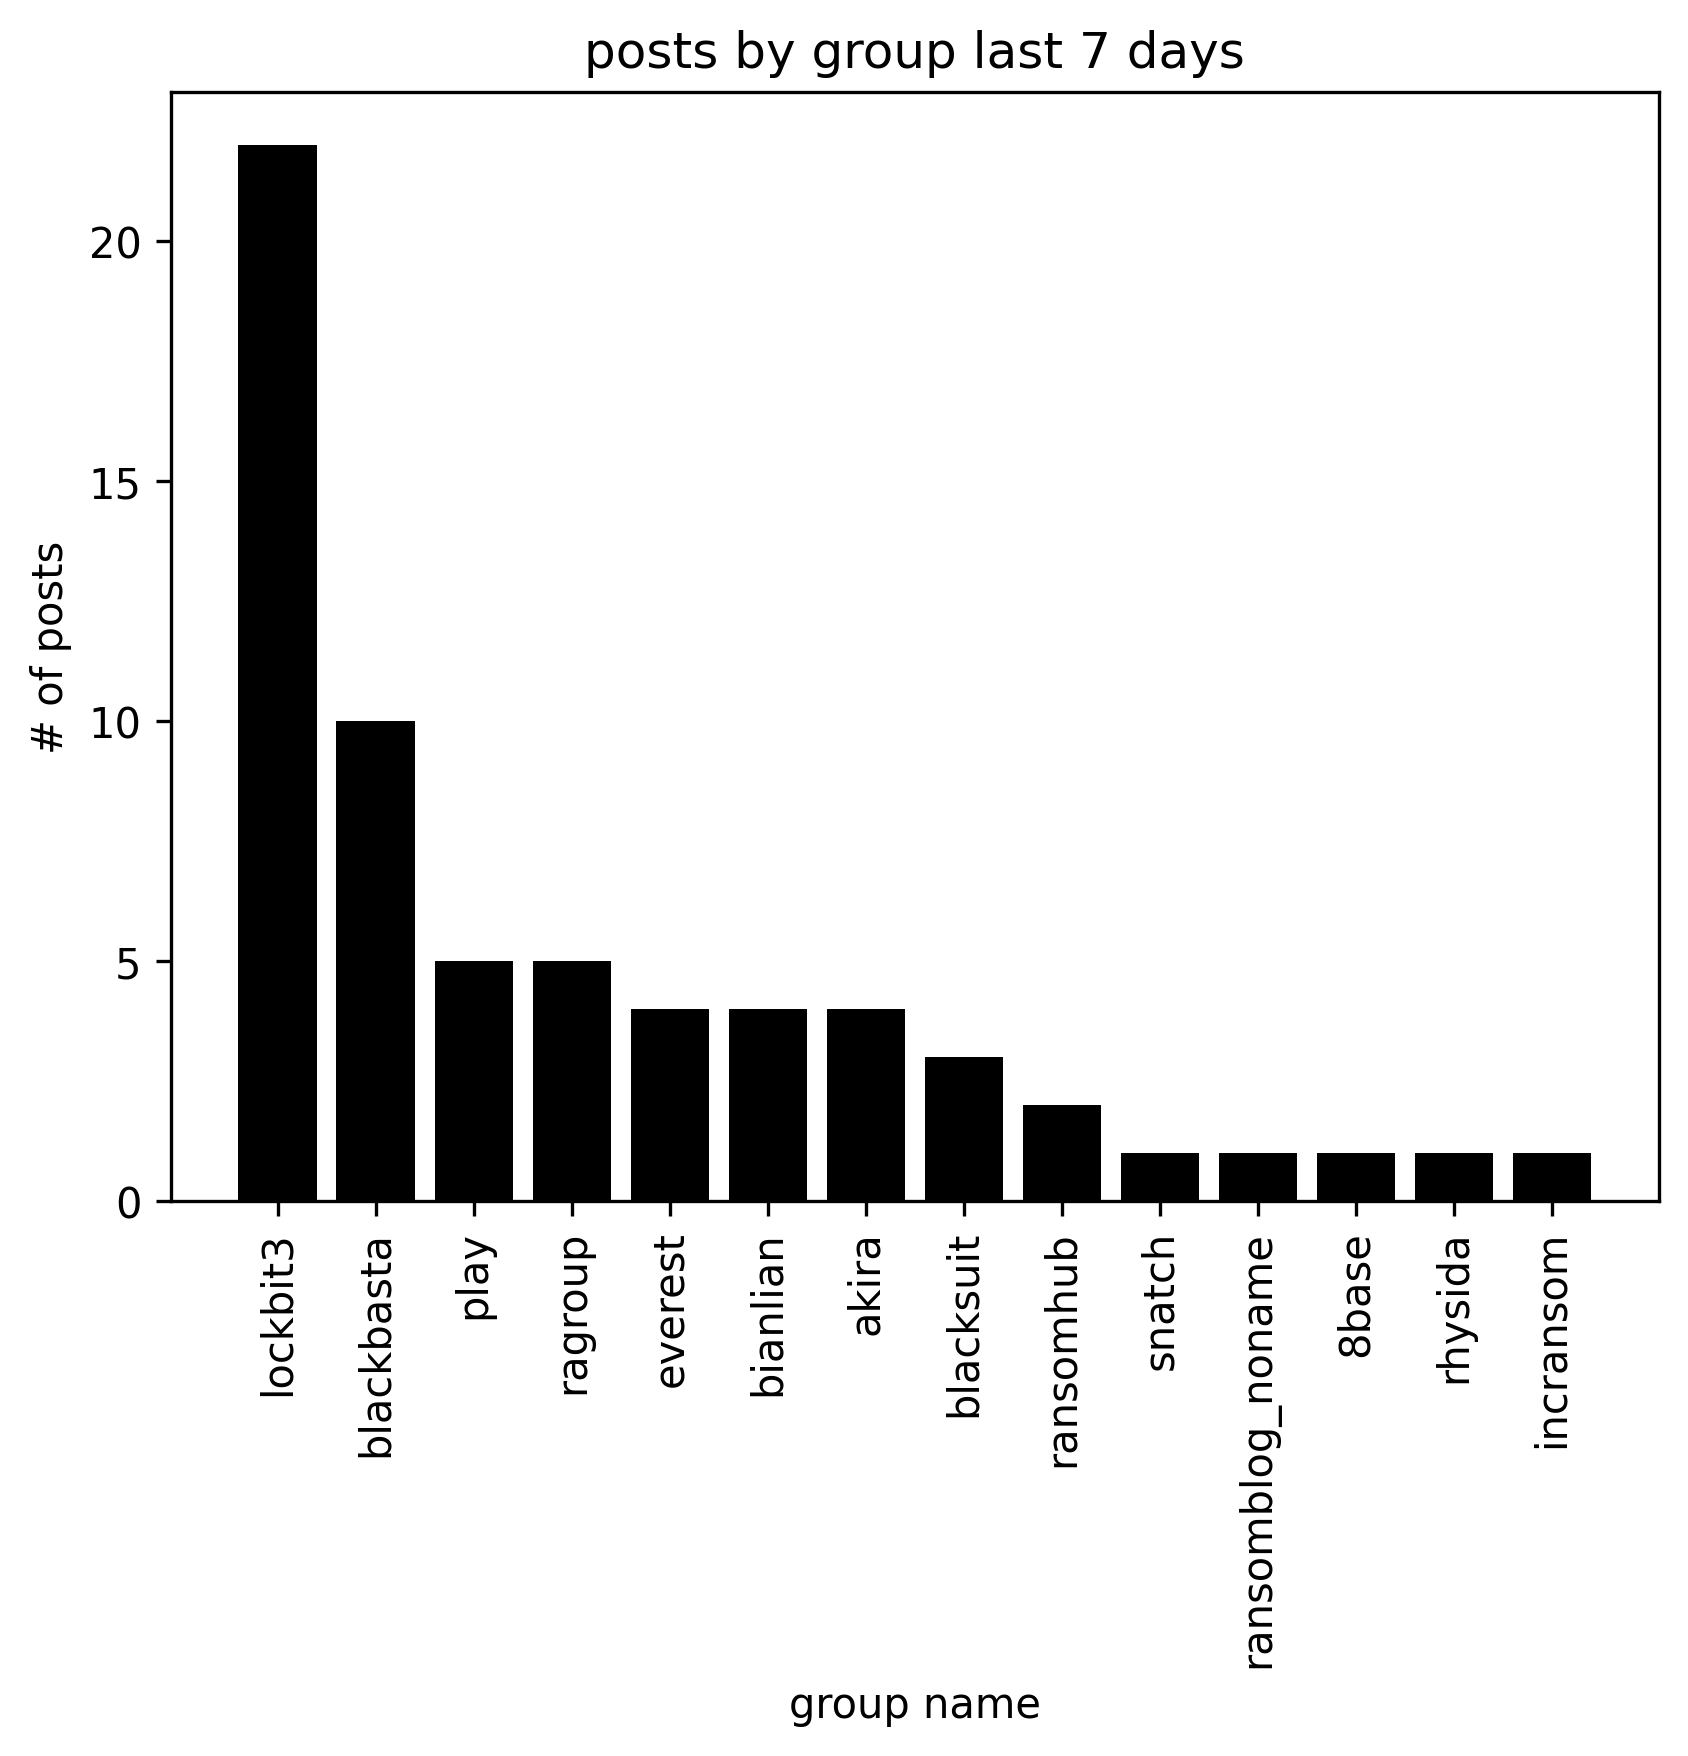 posts by group last 7 days
# of posts
20
15
10
5
0
lockbit3
blackbasta
play
ragroup
everest
bianlian
akira
blacksuit
ransomhub
snatch
ransomblog_noname
8base
rhysida
incransom
group name